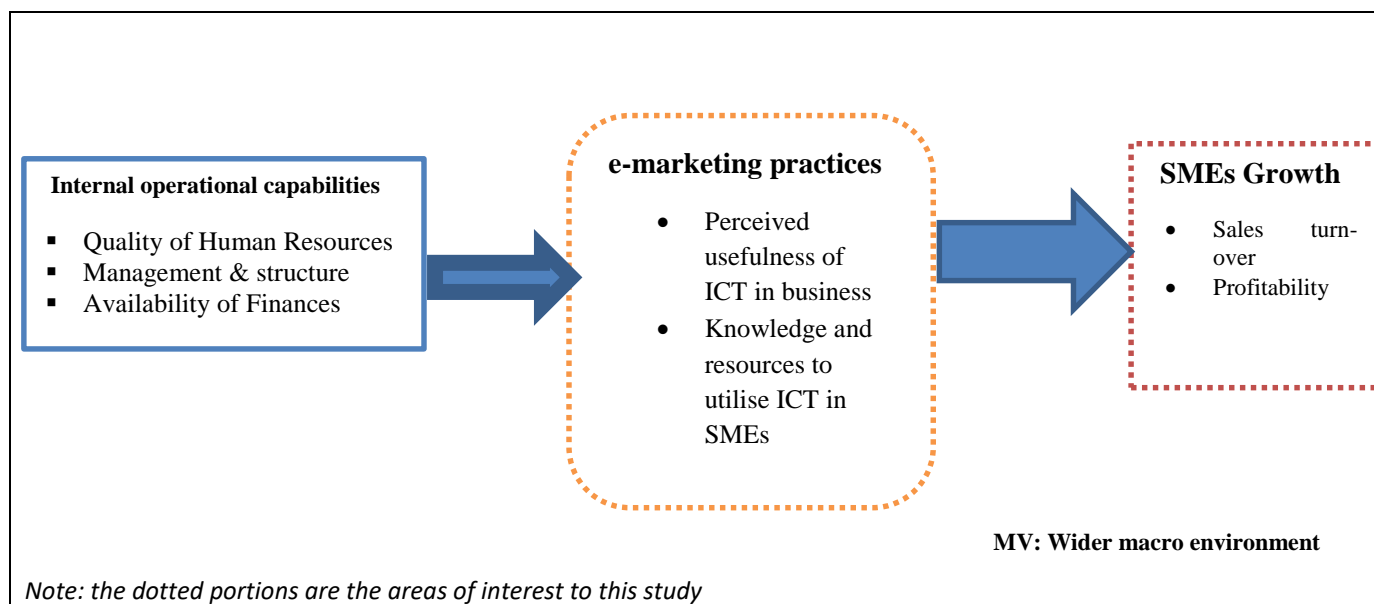 Internal operational capabilities
▪ Quality of Human Resources
▪ Management & structure
▪ Availability of Finances
e-marketing practices
• Perceived
usefulness of
ICT in business
• Knowledge and
resources to
utilise ICT in
SMEs
SMEs Growth
• Sales turn-
over
• Profitability
MV: Wider macro environment
Note: the dotted portions are the areas of interest to this study